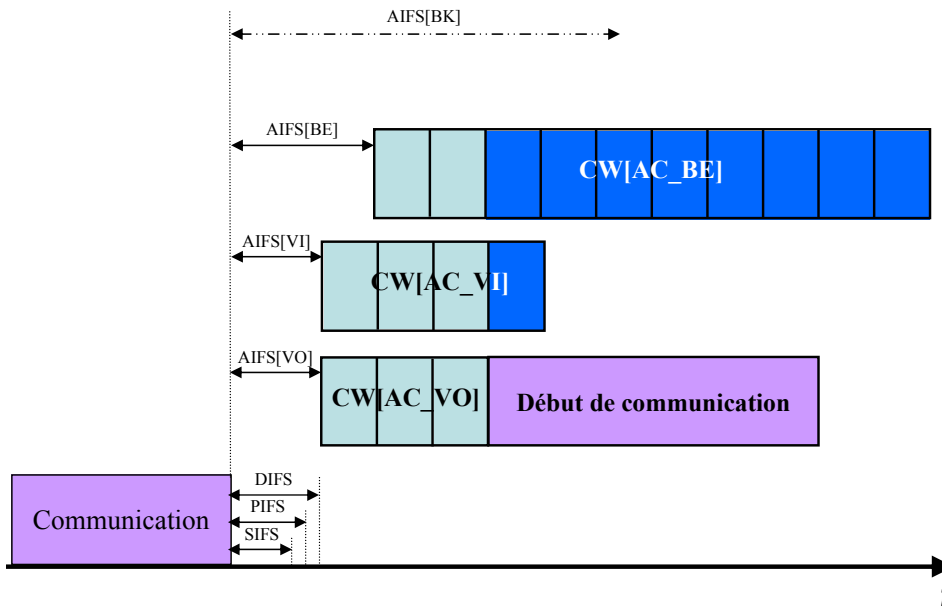 AIFS[BK]
AIFS[BE]
CW[AC_BE]
AIFS[VI]
CW[AC_VI]
AIFS[VO]
CW[AC_VO]
Début de communication
DIFS
Communication
PIFS
SIFS